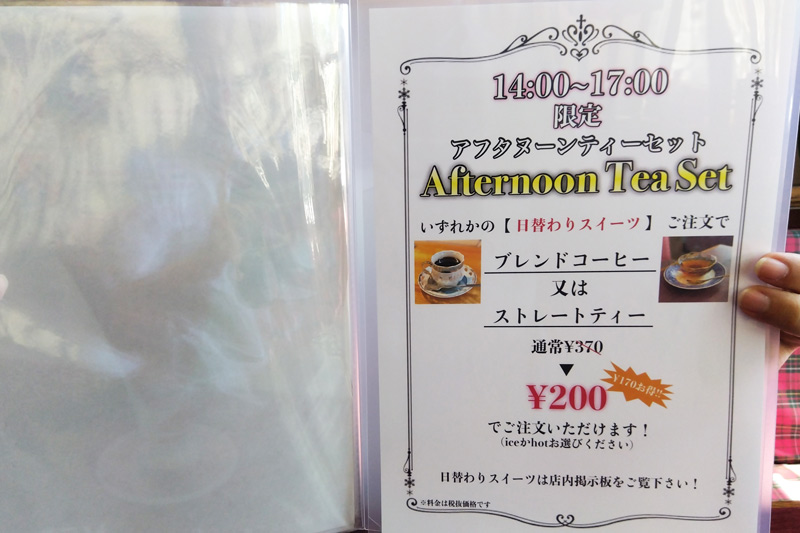 14:00~17:00
限定
アフタヌーンティーセット
Afternoon Tea Set
いずれかの【日替わりスイーツ】ご注文で
ブレンドコーヒー
又は
ストレートティー
通常¥370
▼
¥200
¥170お得!!
でご注文いただけます！
（iceかhotお選びください）
日替わりスイーツは店内掲示板をご覧下さい！
※料金は税抜価格です